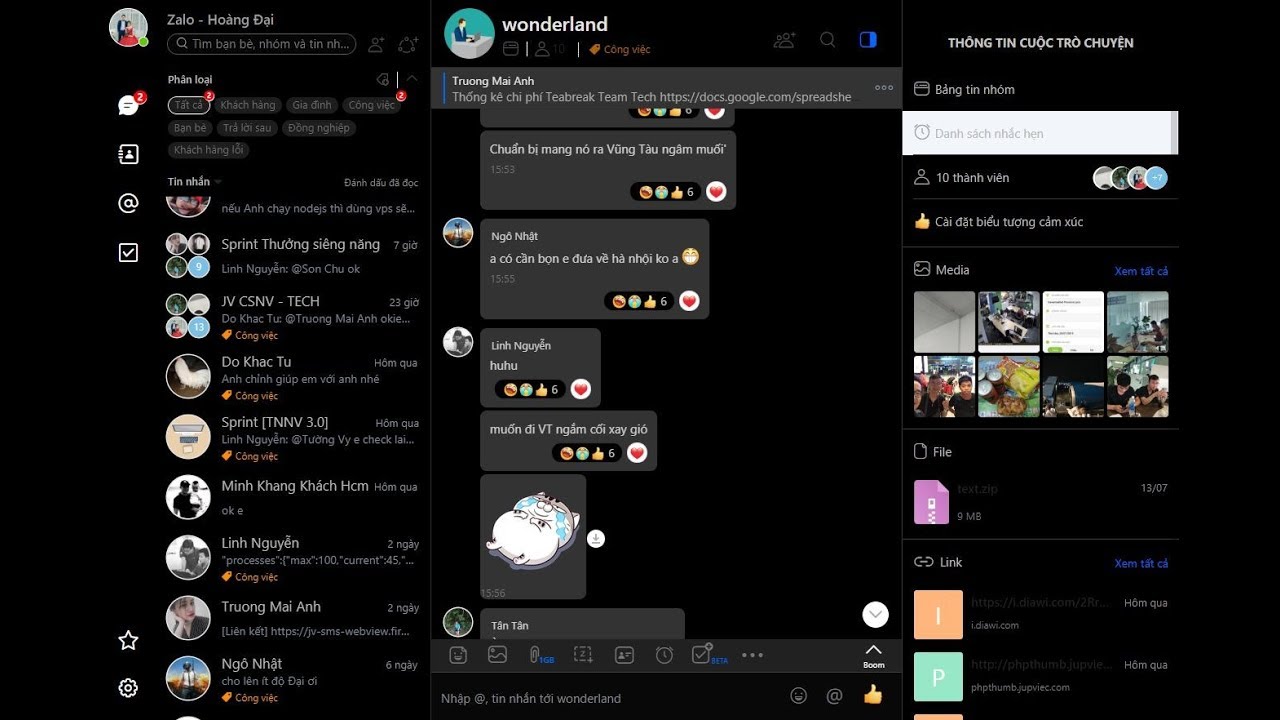 Zalo - Hoàng Đại
Tìm bạn bè, nhóm và tin nh...
Phân loại
2
2
2
Tất cả
Khách hàng
Gia đình
Công việc
Bạn bè
Trả lời sau
Đồng nghiệp
Khách hàng lỗi
Tin nhắn
Đánh dấu đã đọc
nếu Anh chạy nodejs thì dùng vps sẽ...
Sprint Thưởng siêng năng
7 giờ
9
Linh Nguyễn: @Son Chu ok
JV CSNV - TECH
23 giờ
13
Do Khac Tu: @Truong Mai Anh okie...
Công việc
Do Khac Tu
Hôm qua
Anh chỉnh giúp em với anh nhé
Công việc
Sprint [TNNV 3.0]
Hôm qua
Linh Nguyễn: @Tường Vy e check lai...
Công việc
Minh Khang Khách Hcm
Hôm qua
ok e
Linh Nguyễn
2 ngày
"processes":{"max":100,"current":45,"...
Công việc
Truong Mai Anh
2 ngày
[Liên kết] https://jv-sms-webview.fir...
Ngô Nhật
6 ngày
cho lên ít độ Đại ơi
Công việc
wonderland
10
Công việc
Truong Mai Anh
Thống kê chi phí Teabreak Team Tech https://docs.google.com/spreadshe...
6
Chuẩn bị mang nó ra Vũng Tàu ngâm muối'
15:53
6
Ngô Nhật
a có cần bọn e đưa về hà nhội ko a
15:55
6
Linh Nguyễn
huhu
6
muốn đi VT ngắm cối xay gió
6
15:56
Tân Tân
1GB
BETA
Boom
Nhập @, tin nhắn tới wonderland
THÔNG TIN CUỘC TRÒ CHUYỆN
Bảng tin nhóm
Danh sách nhắc hẹn
10 thành viên
+7
Cài đặt biểu tượng cảm xúc
Media
Xem tất cả
File
text.zip
13/07
9 MB
Link
Xem tất cả
https://i.diawi.com/2Rr...
Hôm qua
I
i.diawi.com
http://phpthumb.jupvie...
Hôm qua
P
phpthumb.jupviec.com